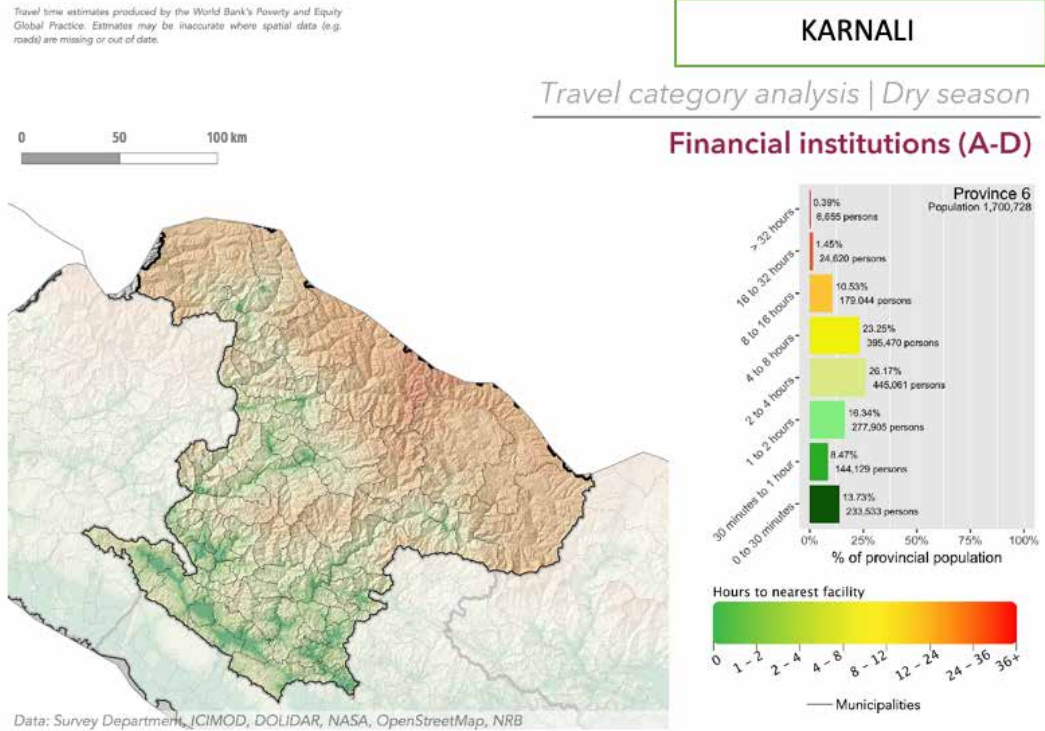 Travel time estimates produced by the World Bank's Poverty and Equity
Global Practice. Estimates may be inaccurate where spatial data (e.g.
roads) are missing or out of date.
KARNALI
Travel category analysis | Dry season
Financial institutions (A-D)
0 50 100 km
Province 6
Population 1,700,728
> 32 hours
0.39%
6,655 persons
16 to 32 hours
1.45%
24,620 persons
8 to 16 hours
10.53%
179,044 persons
4 to 8 hours
23.25%
395,470 persons
2 to 4 hours
26.17%
445,061 persons
1 to 2 hours
16.34%
277,905 persons
30 minutes to 1 hour
8.47%
144,129 persons
0 to 30 minutes
13.73%
233,533 persons
0% 25% 50% 75% 100%
% of provincial population
Hours to nearest facility
0 1 - 2 2 - 4 4 - 8 8 - 12 12 - 24 24 - 36 36+
Municipalities
Data: Survey Department, ICIMOD, DOLIDAR, NASA, OpenStreetMap, NRB